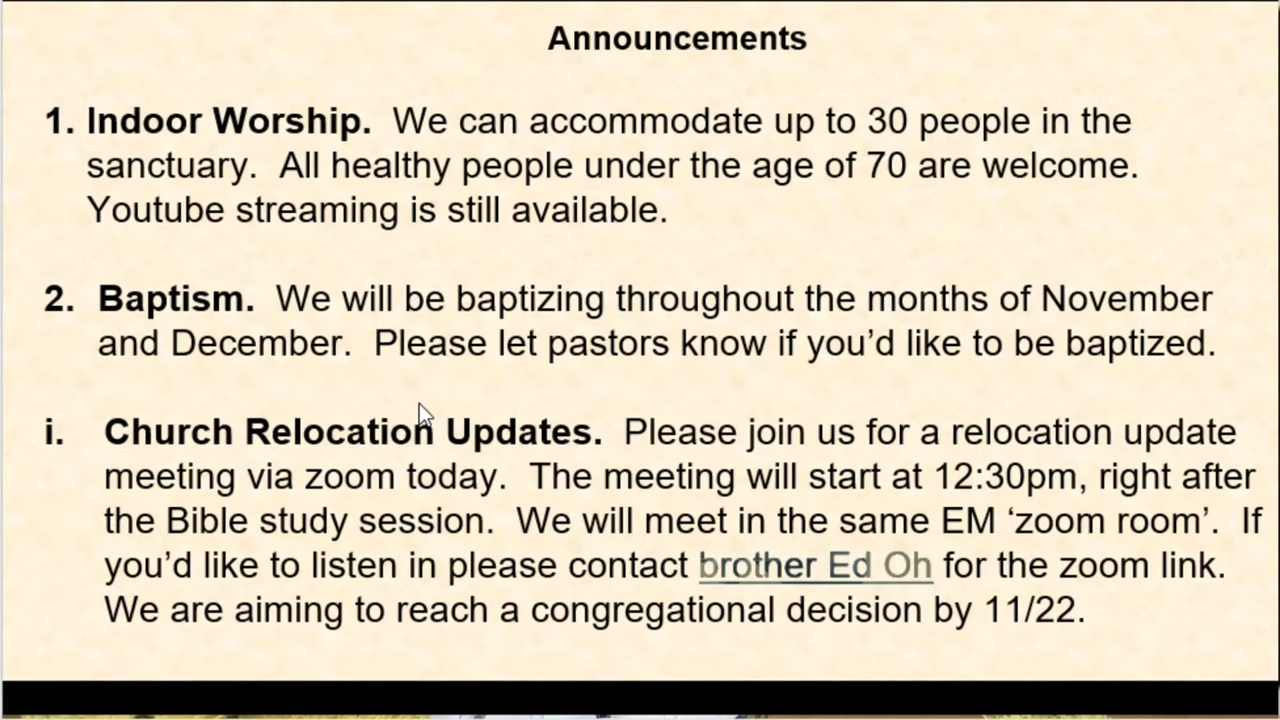 Announcements
1. Indoor Worship. We can accommodate up to 30 people in the
sanctuary. All healthy people under the age of 70 are welcome.
Youtube streaming is still available.
2. Baptism. We will be baptizing throughout the months of November
and December. Please let pastors know if you’d like to be baptized.
i. Church Relocation Updates. Please join us for a relocation update
meeting via zoom today. The meeting will start at 12:30pm, right after
the Bible study session. We will meet in the same EM ‘zoom room’. If
you’d like to listen in please contact brother Ed Oh for the zoom link.
We are aiming to reach a congregational decision by 11/22.